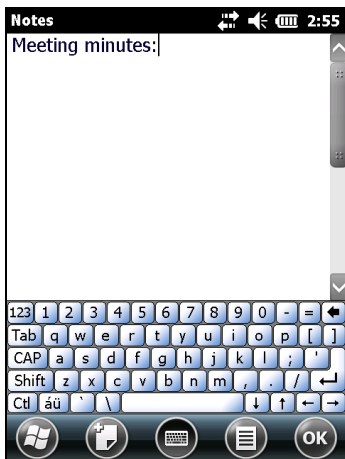 Notes 2:55
Meeting minutes:
123 1 2 3 4 5 6 7 8 9 0 - =
Tab q w e r t y u i o p [ ]
CAP a s d f g h j k l ; '
Shift z x c v b n m , . /
Ctl áü ` \
OK